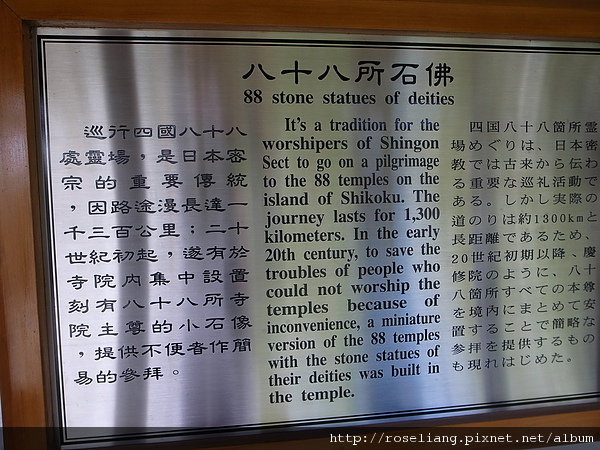 八十八所石佛
88 stone statues of deities
巡行四國八十八
處靈場，是日本密
宗的重要傳統
，因路途漫長達一
千三百公里；二十
世紀初起，遂有於
寺院內集中設置
刻有八十八所寺
院主尊的小石像
，提供不便者作簡
易的參拜。
It's a tradition for the
worshipers of Shingon
Sect to go on a pilgrimage
to the 88 temples on the
island of Shikoku. The
journey lasts for 1,300
kilometers. In the early
20th century, to save the
troubles of people who
could not worship the
temples because of
inconvenience, a miniature
version of the 88 temples
with the stone statues of
their deities was built in
the temple.
四国八十八箇所霊
場めぐりは、日本密
教では古来から伝わ
る重要な巡礼活動で
ある。しかし実際の
道のりは約1300kmと
長距離であるため、
20世紀初期以降、慶
修院のように、八十
八箇所すべての本尊
を境内にまとめて安
置することで簡略な
参拝を提供するもの
も現れはじめた。
http://roseliang.pixnet.net/album